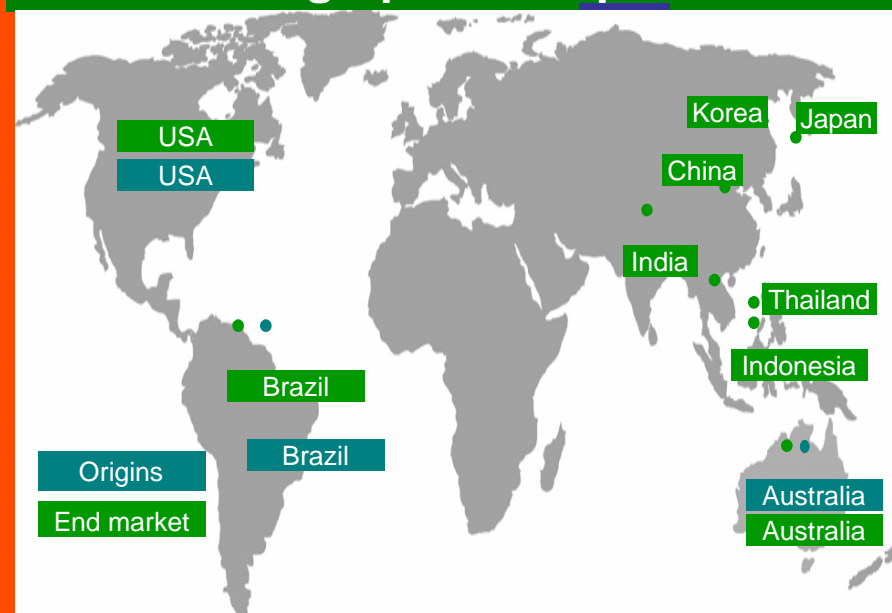 USA
USA
Korea
Japan
China
India
Thailand
Indonesia
Brazil
Brazil
Origins
End market
Australia
Australia